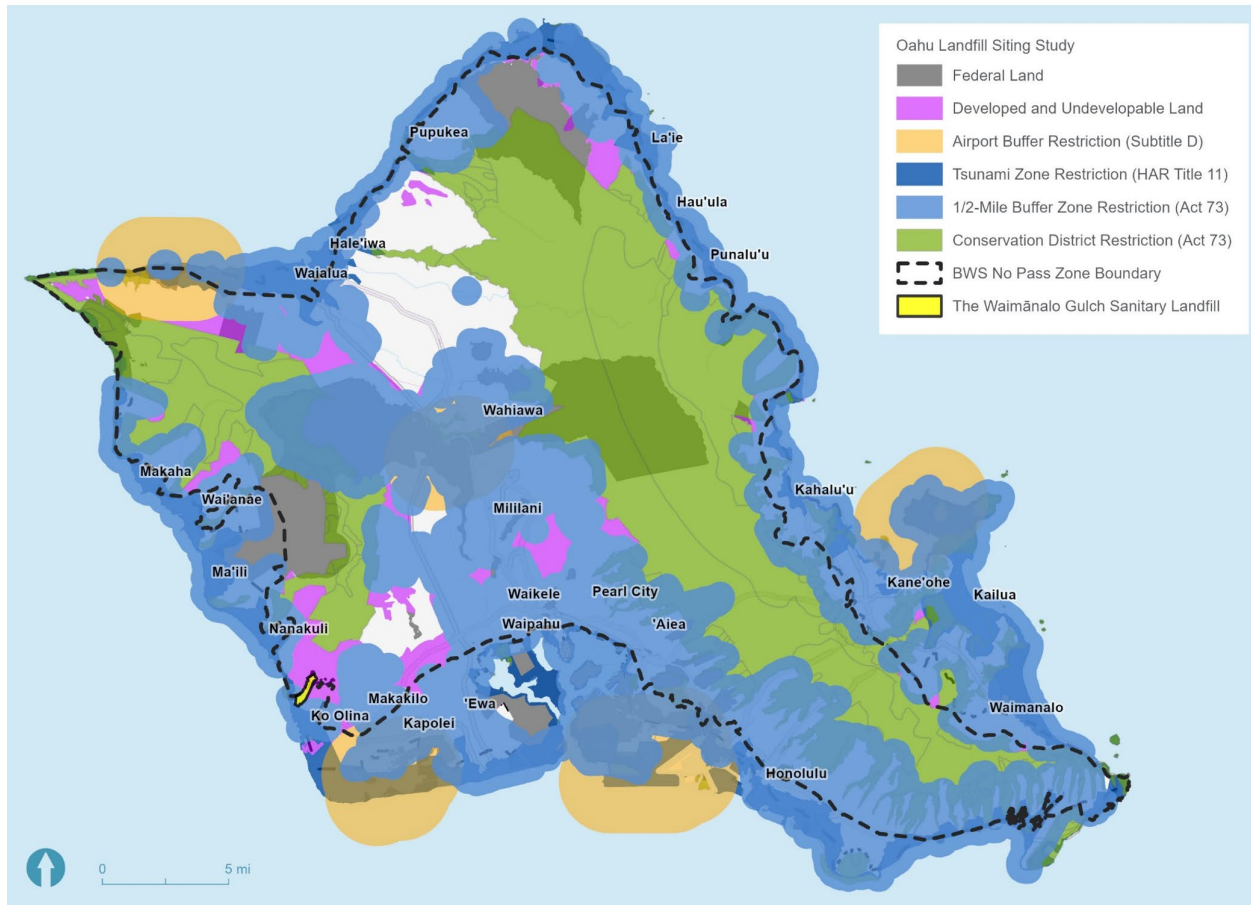 Oahu Landfill Siting Study
Federal Land
Developed and Undevelopable Land
Airport Buffer Restriction (Subtitle D)
Tsunami Zone Restriction (HAR Title 11)
1/2-Mile Buffer Zone Restriction (Act 73)
Conservation District Restriction (Act 73)
BWS No Pass Zone Boundary
The Waimānalo Gulch Sanitary Landfill
Pupukea
La'ie
Hau'ula
Hale'iwa
Punalu'u
Waialua
Wahiawa
Makaha
Kahalu'u
Wai'anae
Mililani
Ma'ili
Kane'ohe
Waikele
Pearl City
Kailua
Nanakuli
Waipahu
'Aiea
Makakilo
'Ewa
Waimanalo
Ko Olina
Kapolei
Honolulu
0
5 mi